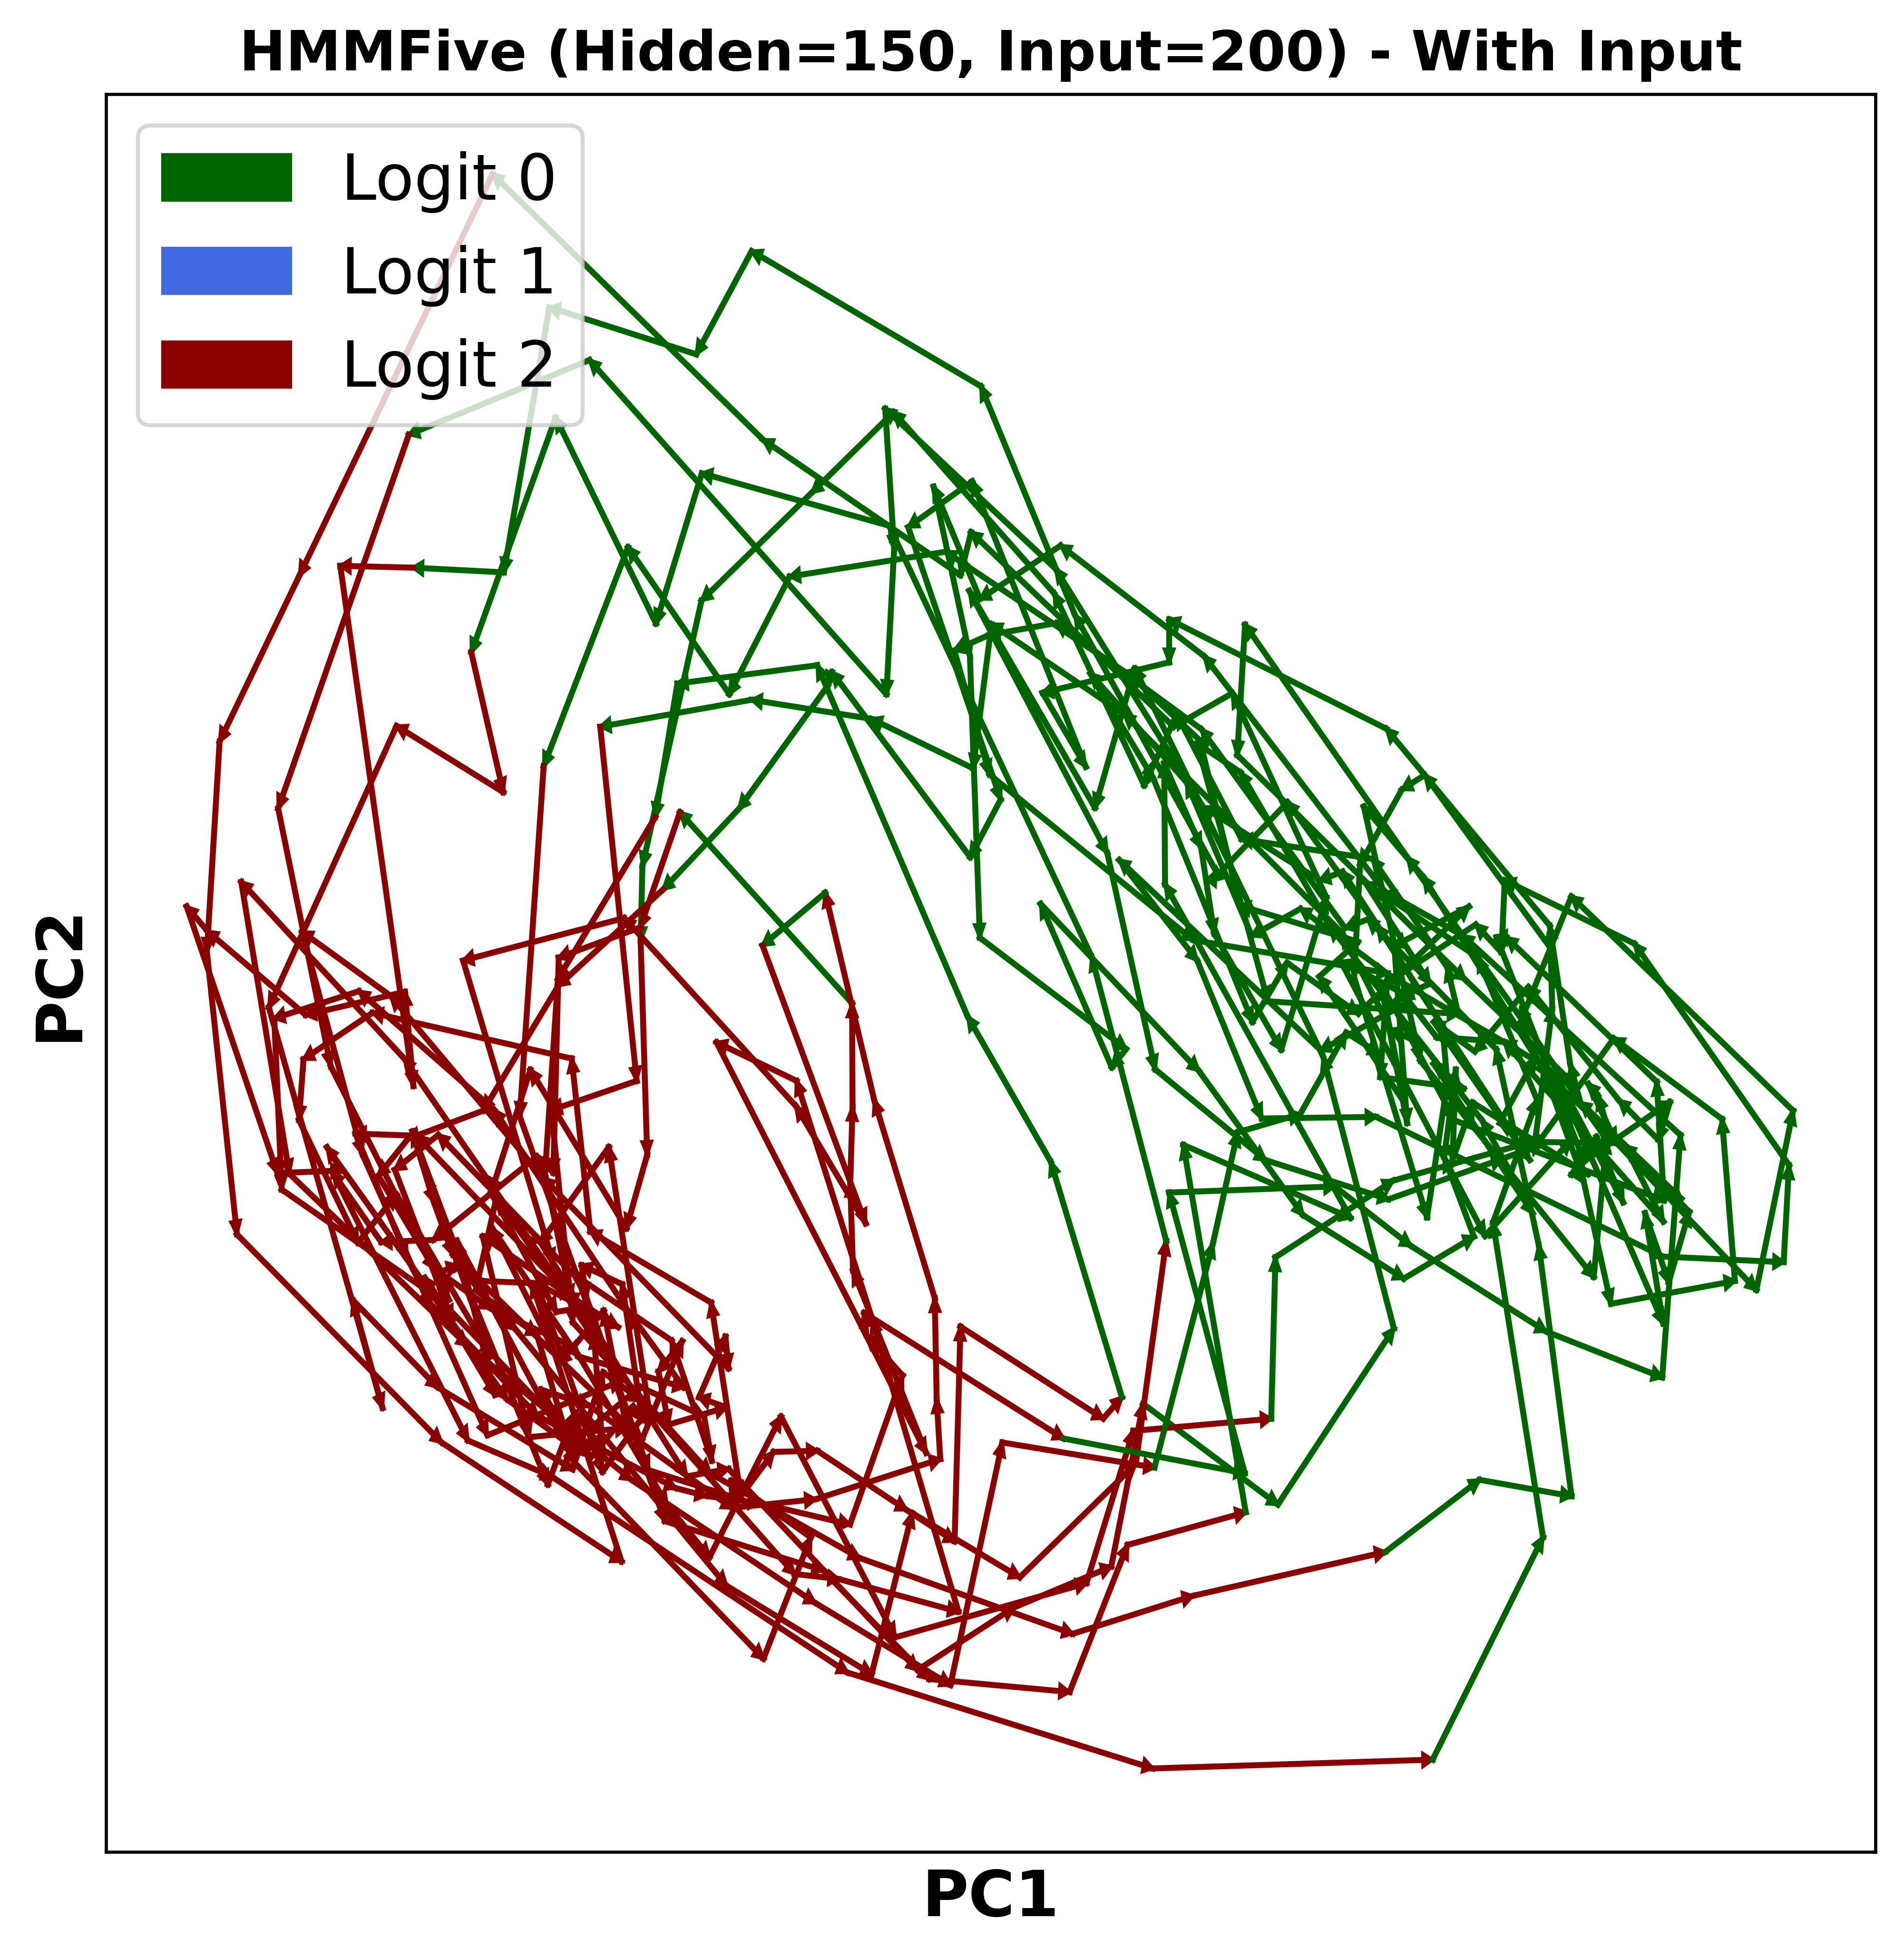 HMMFive (Hidden=150, Input=200) - With Input
Logit 0
Logit 1
Logit 2
PC2
PC1